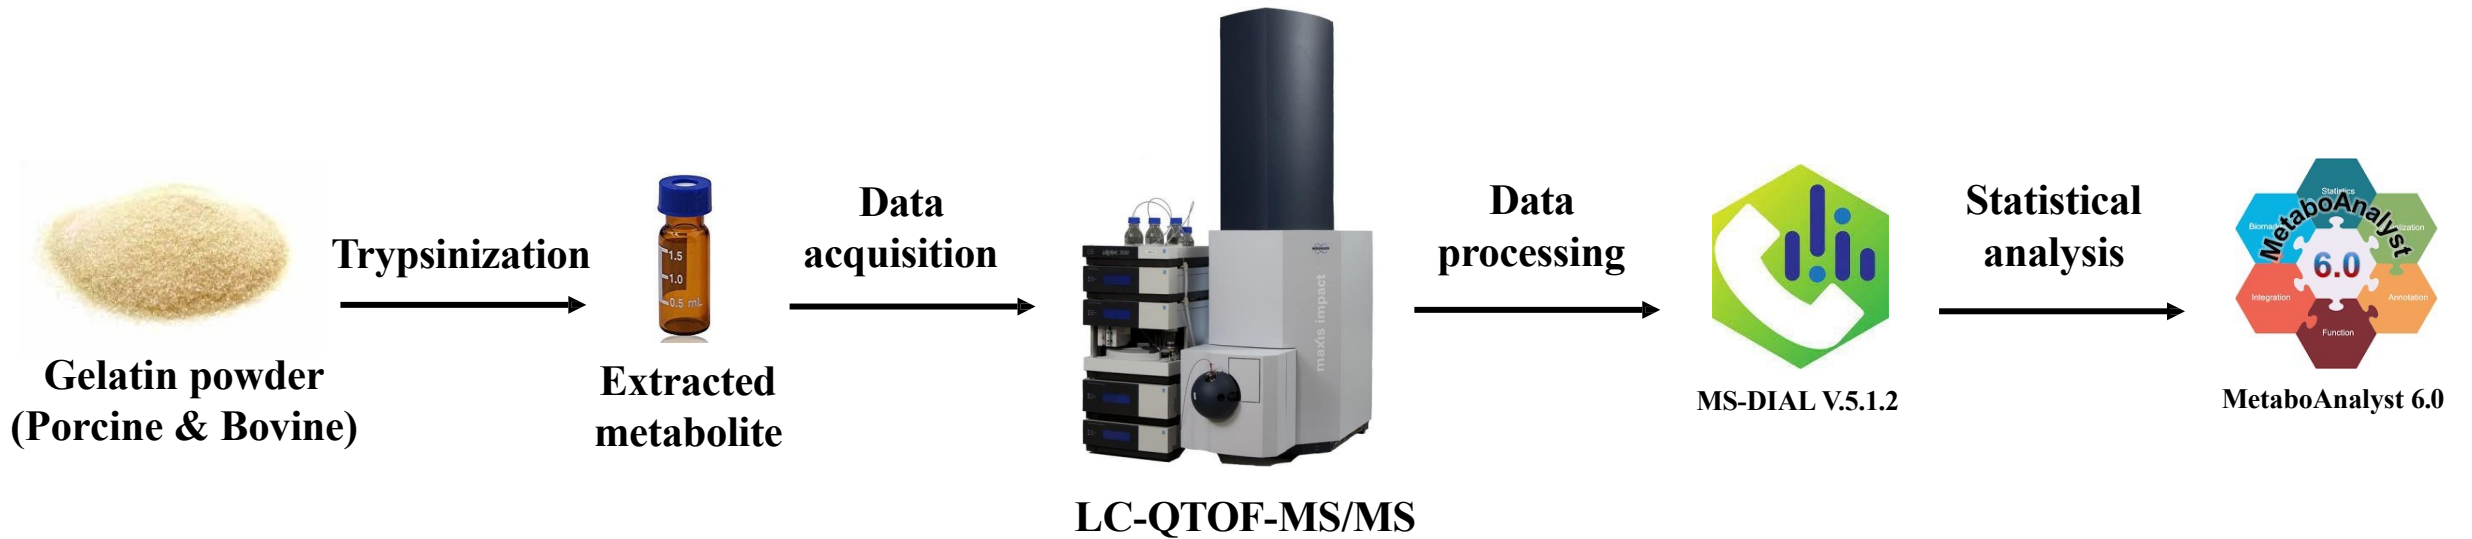 Gelatin powder
(Porcine & Bovine)
Trypsinization
1.5
1.0
0.5 mL
Extracted
metabolite
Data
acquisition
maxis impact
LC-QTOF-MS/MS
Data
processing
MS-DIAL V.5.1.2
Statistical
analysis
Statistics
MetaboAnalyst
6.0
Integration
Annotation
Function
MetaboAnalyst 6.0